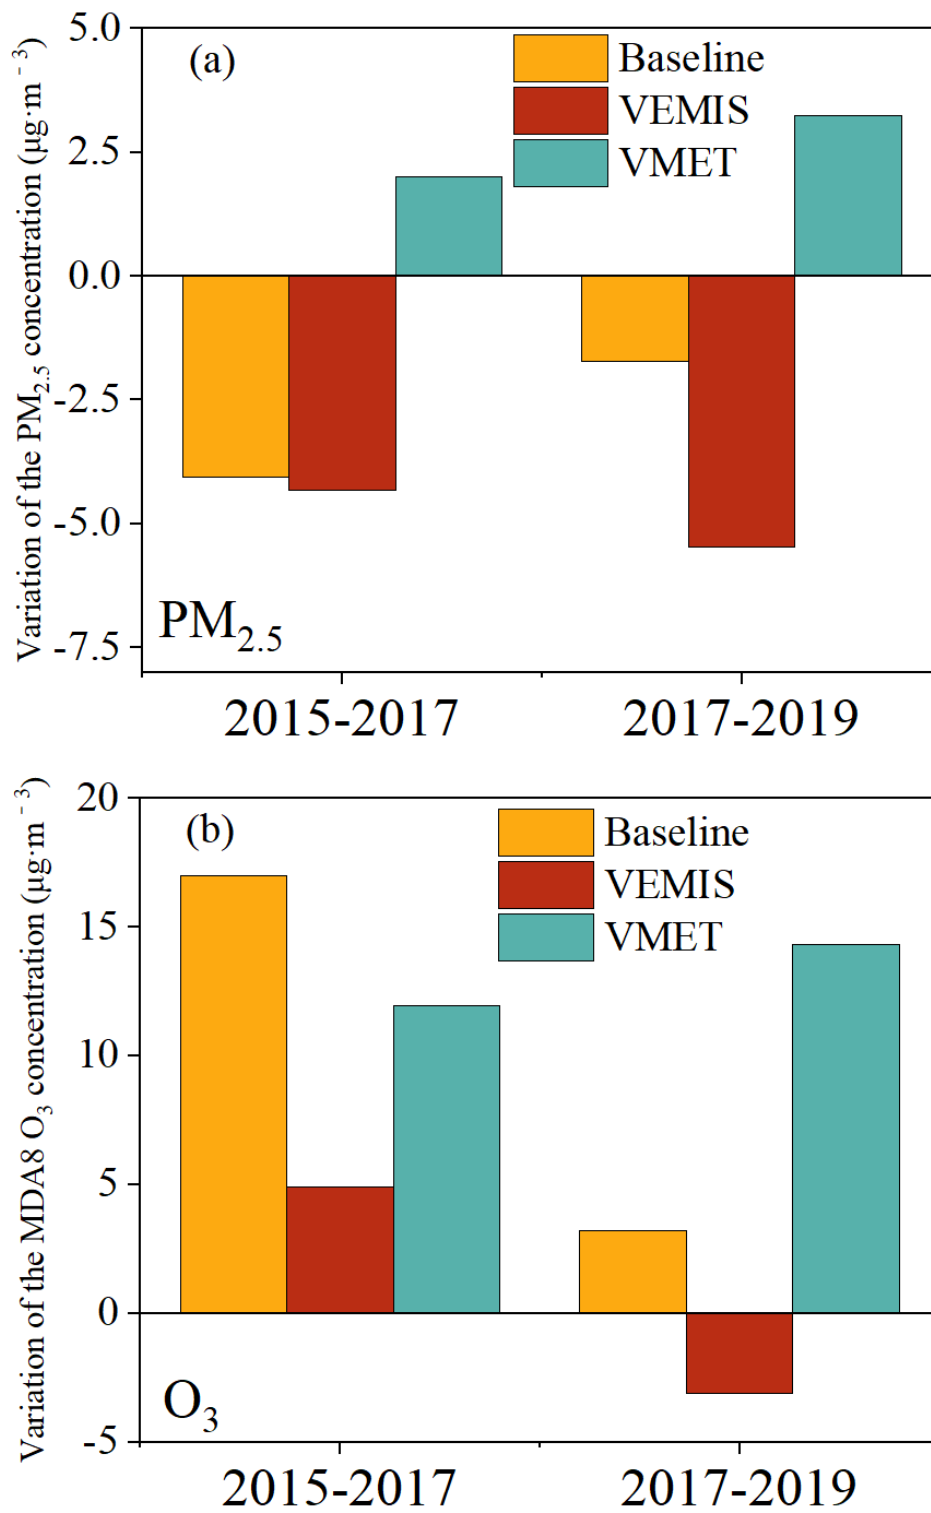 Variation of the PM2.5 concentration (μg·m⁻³)
5.0
2.5
0.0
-2.5
-5.0
-7.5
(a)
Baseline
VEMIS
VMET
PM2.5
2015-2017
2017-2019
Variation of the MDA8 O3 concentration (μg·m⁻³)
20
15
10
5
0
-5
(b)
Baseline
VEMIS
VMET
O3
2015-2017
2017-2019